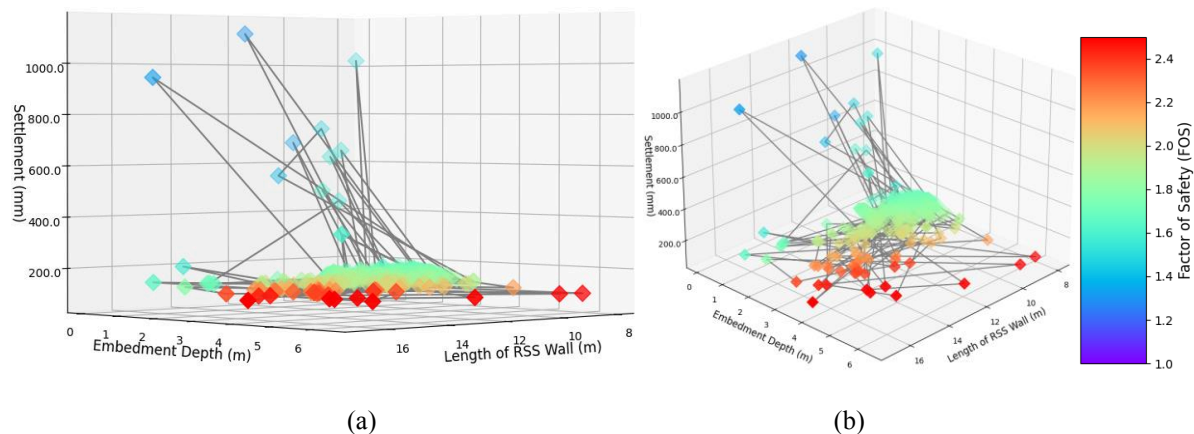 1000.0
800.0
600.0
400.0
200.0
Settlement (mm)
0 1 2 3 4 5 6
Embedment Depth (m)
16 14 12 10 8
Length of RSS Wall (m)
(a)
1000.0
800.0
600.0
400.0
200.0
Settlement (mm)
0 1 2 3 4 5 6
Embedment Depth (m)
16 14 12 10 8
Length of RSS Wall (m)
2.4
2.2
2.0
1.8
1.6
1.4
1.2
1.0
Factor of Safety (FOS)
(b)